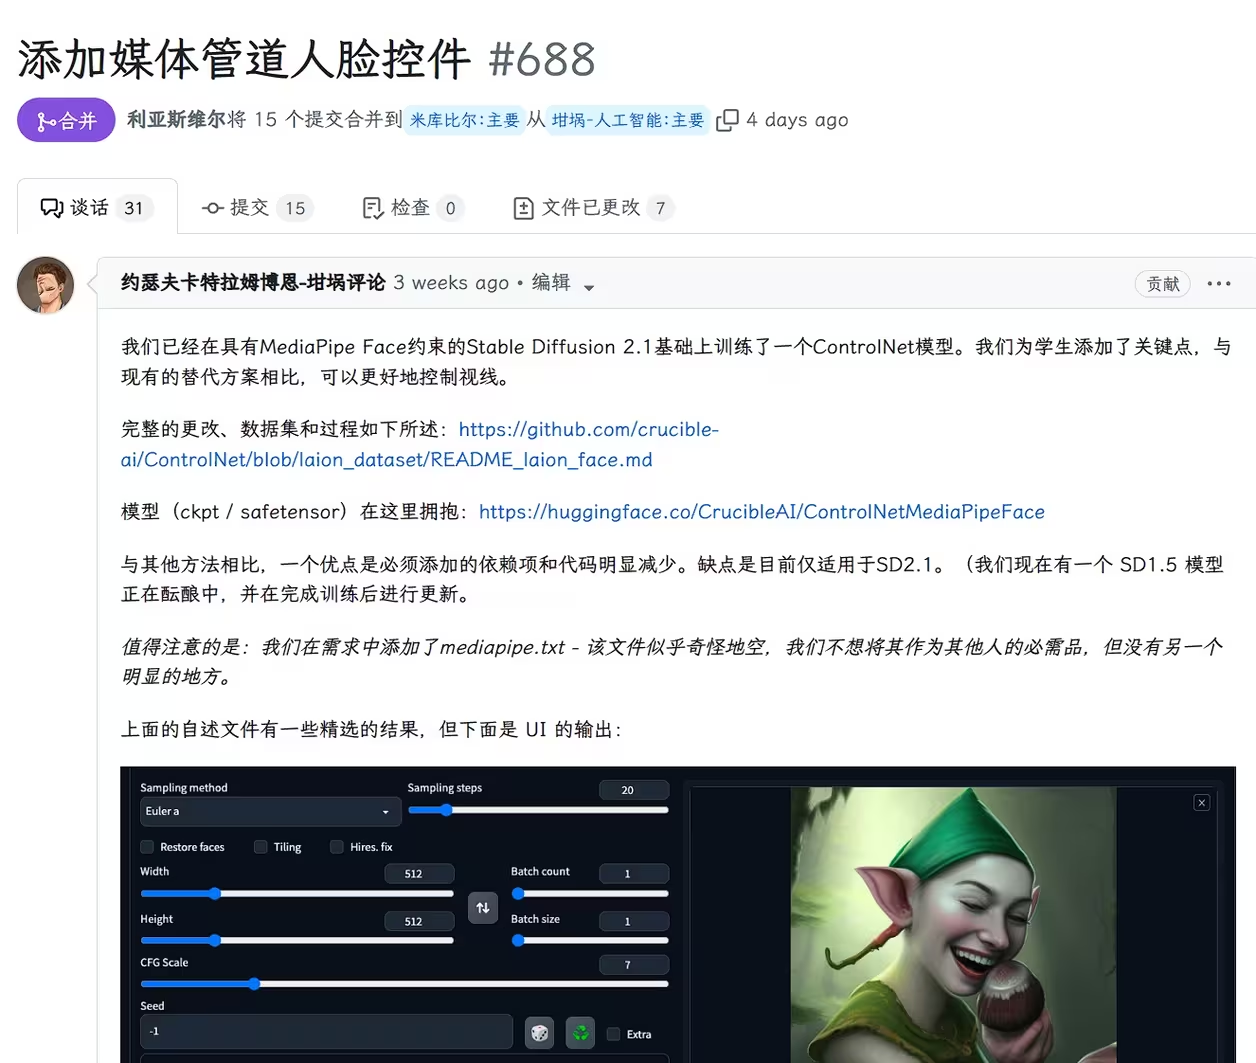 添加媒体管道人脸控件 #688
合并 利亚斯维尔将 15 个提交合并到 米库比尔:主要 从 坩埚-人工智能:主要 4 days ago
谈话 31 提交 15 检查 0 文件已更改 7
约瑟夫卡特拉姆博恩-坩埚评论 3 weeks ago • 编辑 贡献
我们已经在具有MediaPipe Face约束的Stable Diffusion 2.1基础上训练了一个ControlNet模型。我们为学生添加了关键点，与
现有的替代方案相比，可以更好地控制视线。
完整的更改、数据集和过程如下所述：https://github.com/crucible-
ai/ControlNet/blob/laion_dataset/README_laion_face.md
模型（ckpt / safetensor）在这里拥抱：https://huggingface.co/CrucibleAI/ControlNetMediaPipeFace
与其他方法相比，一个优点是必须添加的依赖项和代码明显减少。缺点是目前仅适用于SD2.1。（我们现在有一个 SD1.5 模型
正在酝酿中，并在完成训练后进行更新。
值得注意的是：我们在需求中添加了mediapipe.txt - 该文件似乎奇怪地空，我们不想将其作为其他人的必需品，但没有另一个
明显的地方。
上面的自述文件有一些精选的结果，但下面是 UI 的输出：
Sampling method
Sampling steps
20
Euler a
Restore faces Tiling Hires. fix
Width
512
Batch count
1
Height
512
Batch size
1
CFG Scale
7
Seed
-1
Extra